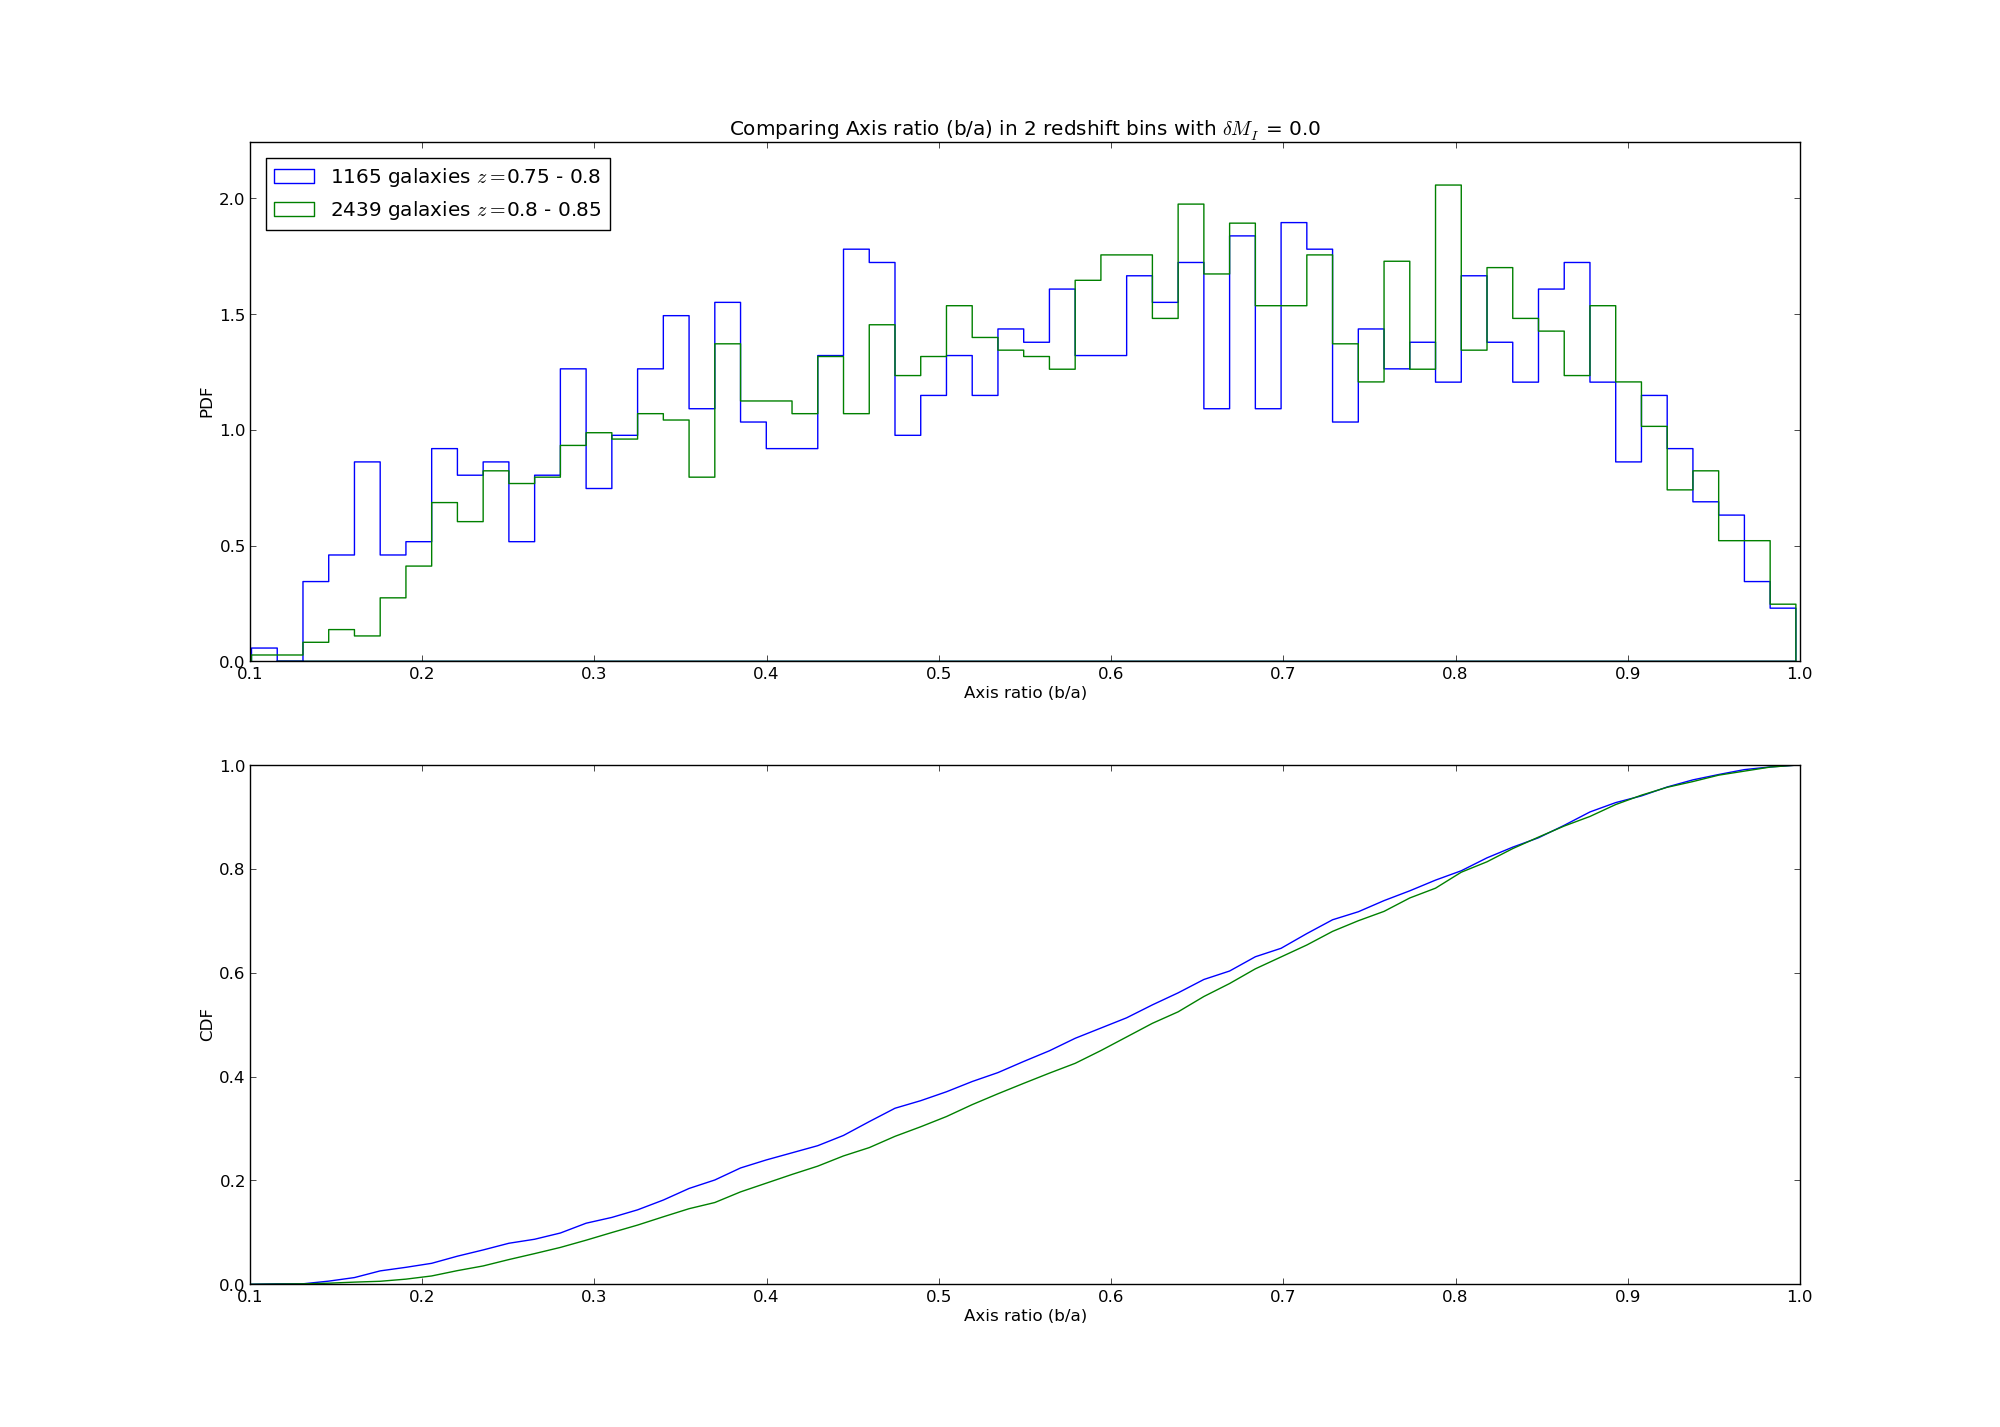 Comparing Axis ratio (b/a) in 2 redshift bins with δM_I = 0.0
1165 galaxies z=0.75 - 0.8
2439 galaxies z=0.8 - 0.85
2.0
1.5
1.0
0.5
0.0
PDF
0.1 0.2 0.3 0.4 0.5 0.6 0.7 0.8 0.9 1.0
Axis ratio (b/a)
1.0
0.8
0.6
0.4
0.2
0.0
CDF
0.1 0.2 0.3 0.4 0.5 0.6 0.7 0.8 0.9 1.0
Axis ratio (b/a)